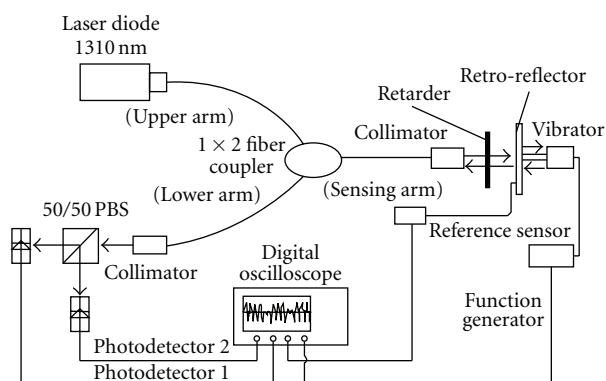 Laser diode
1310 nm
(Upper arm)
1 × 2 fiber
coupler
(Lower arm)
Collimator
Retarder
Retro-reflector
Vibrator
(Sensing arm)
50/50 PBS
Collimator
Reference sensor
Digital
oscilloscope
Function
generator
Photodetector 2
Photodetector 1